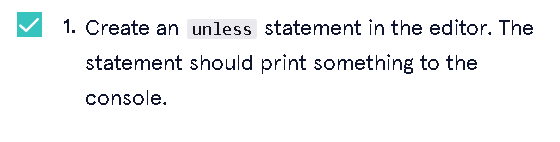 1. Create an unless statement in the editor. The
statement should print something to the
console.